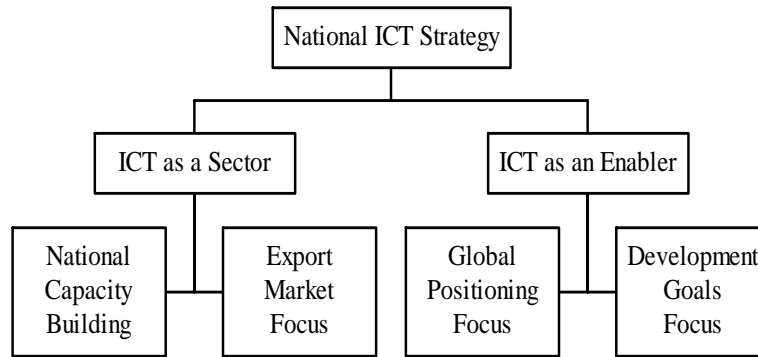 National ICT Strategy
ICT as a Sector
ICT as an Enabler
National
Capacity
Building
Export
Market
Focus
Global
Positioning
Focus
Development
Goals
Focus